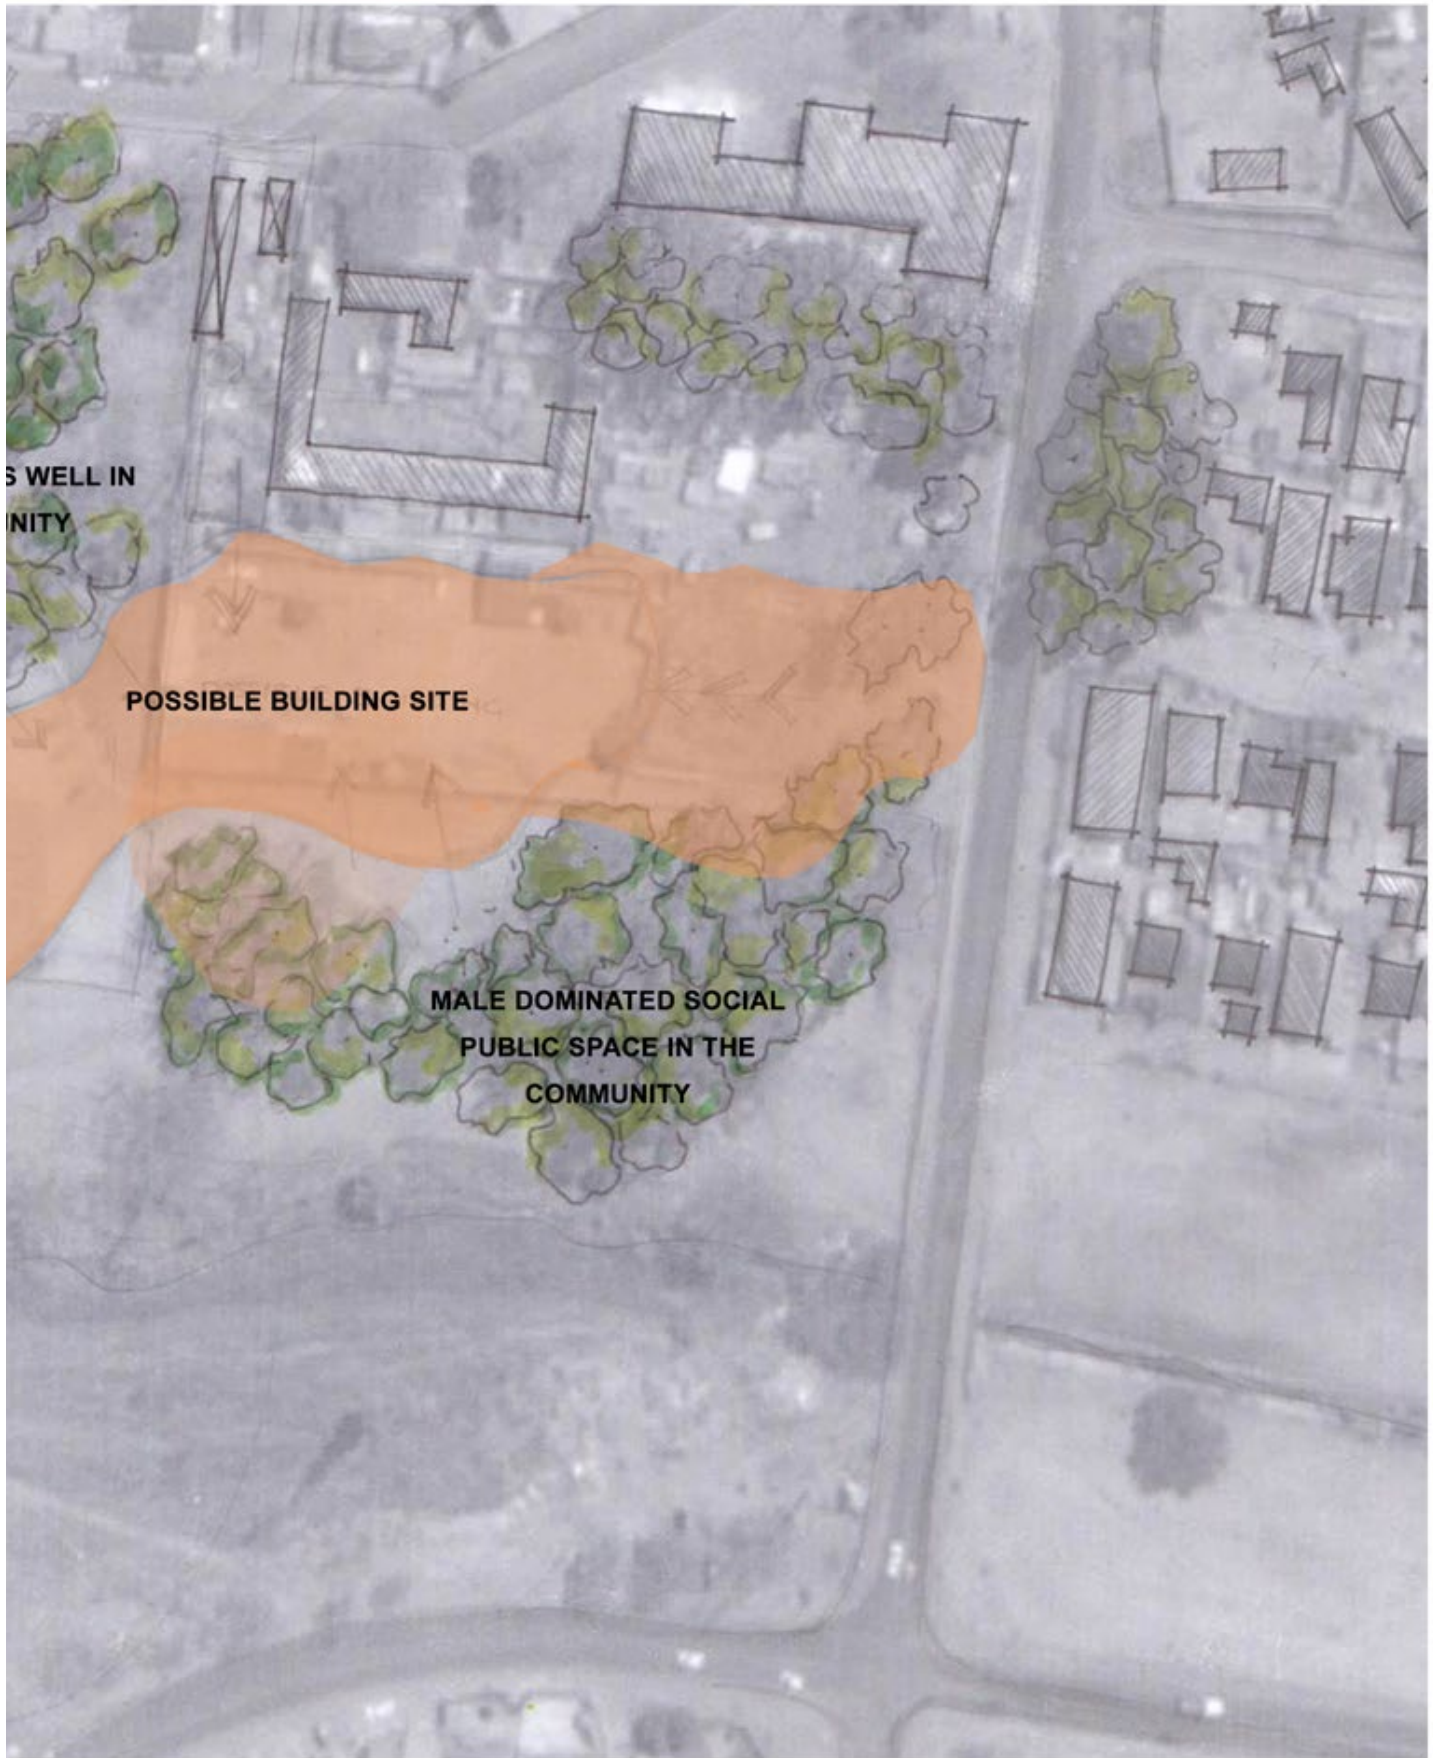 S WELL IN
NITY
POSSIBLE BUILDING SITE
MALE DOMINATED SOCIAL
PUBLIC SPACE IN THE
COMMUNITY